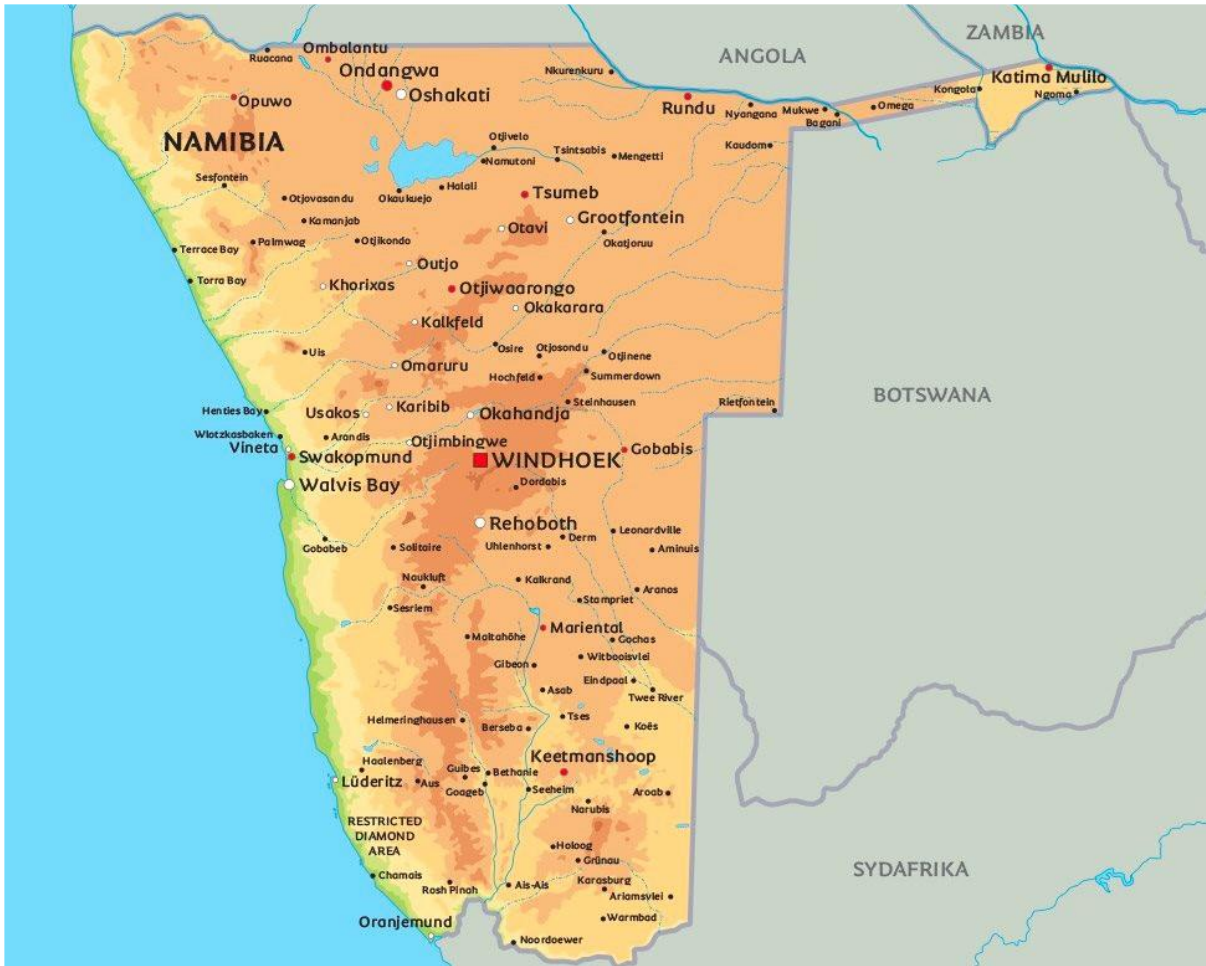 ZAMBIA
ANGOLA
Ombalantu
Ruacana
Ondangwa
Oshakati
Nkurenkuru
Katima Mulilo
Kongola
Ngoma
Opuwo
Rundu
Nyangana
Mukwe
Bagani
Omega
NAMIBIA
Otjivelo
Namutoni
Tsintsabis
Mengetti
Kaudom
Sesfontein
Otjovasandu
Okaukuejo
Halali
Tsumeb
Kamanjab
Otavi
Grootfontein
Okatjoruu
Terrace Bay
Palmwag
Otjikondo
Outjo
Torra Bay
Khorixas
Otjiwaarongo
Okakarara
Kalkfeld
Uis
Osire
Otjosondu
Otjinene
Omaruru
Hochfeld
Summerdown
BOTSWANA
Henties Bay
Usakos
Karibib
Okahandja
Steinhausen
Rietfontein
Wlotzkasbaken
Vineta
Arandis
Otjimbingwe
Swakopmund
WINDHOEK
Gobabis
Walvis Bay
Dordabis
Rehoboth
Gobabeb
Solitaire
Uhlenhorst
Derm
Leonardville
Aminuis
Naukluft
Kalkrand
Aranos
Sesriem
Stampriet
Mariental
Maltahöhe
Gochas
Gibeon
Witbooisvlei
Eindpaal
Asab
Twee River
Helmeringhausen
Berseba
Tses
Koës
Keetmanshoop
Haalenberg
Lüderitz
Aus
Guibes
Bethanie
Goageb
Seeheim
Aroab
Narubis
RESTRICTED
DIAMOND
AREA
Holoog
Grünau
SYDAFRIKA
Chamais
Rosh Pinah
Ais-Ais
Karasburg
Ariamsvlei
Oranjemund
Warmbad
Noordoewer